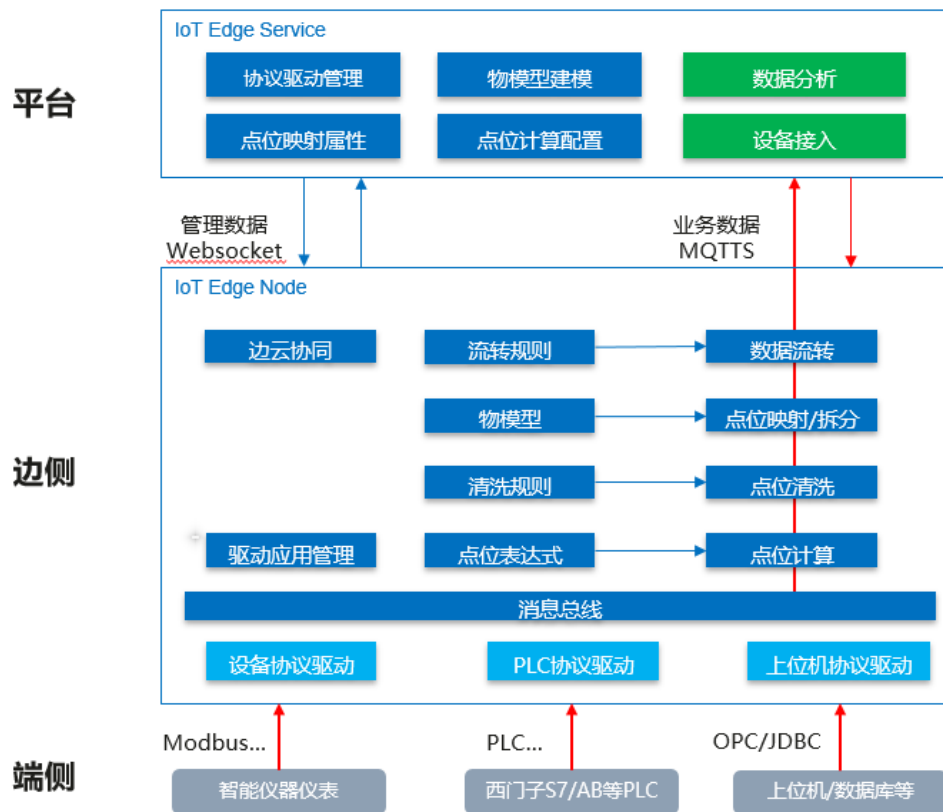 IoT Edge Service
协议驱动管理
物模型建模
数据分析
平台
点位映射属性
点位计算配置
设备接入
管理数据
Websocket
业务数据
MQTTS
IoT Edge Node
边云协同
流转规则
数据流转
物模型
点位映射/拆分
边侧
清洗规则
点位清洗
驱动应用管理
点位表达式
点位计算
消息总线
设备协议驱动
PLC协议驱动
上位机协议驱动
Modbus...
PLC...
OPC/JDBC
端侧
智能仪器仪表
西门子S7/AB等PLC
上位机/数据库等